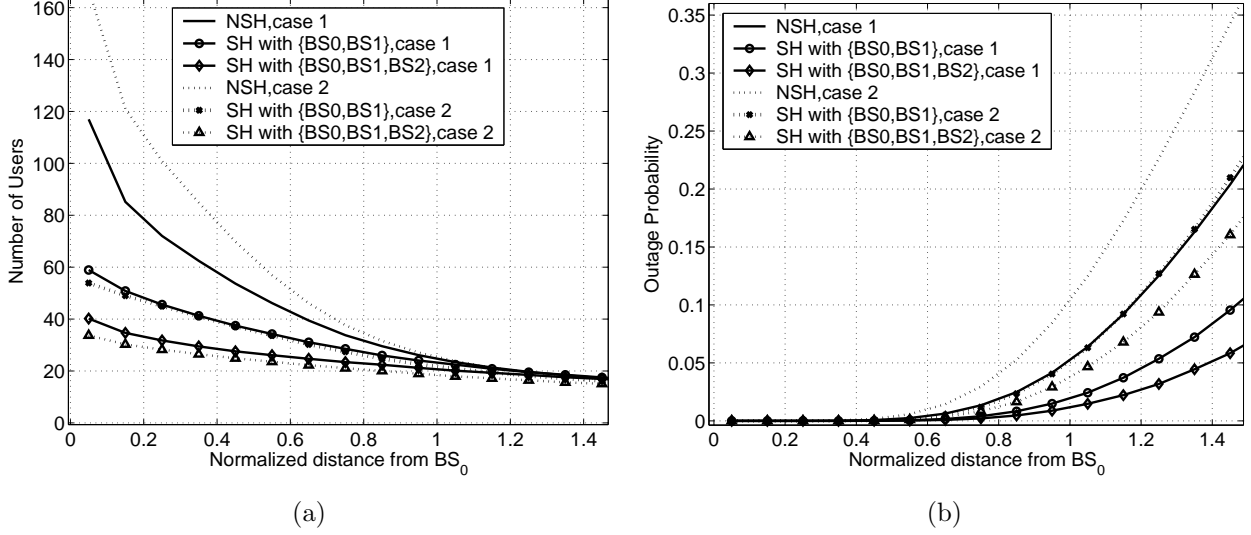 160
140
120
100
80
60
40
20
0
Number of Users
NSH,case 1
SH with {BS0,BS1},case 1
SH with {BS0,BS1,BS2},case 1
NSH,case 2
SH with {BS0,BS1},case 2
SH with {BS0,BS1,BS2},case 2
0 0.2 0.4 0.6 0.8 1 1.2 1.4
Normalized distance from BS₀
(a)
0.35
0.3
0.25
0.2
0.15
0.1
0.05
0
Outage Probability
NSH,case 1
SH with {BS0,BS1},case 1
SH with {BS0,BS1,BS2},case 1
NSH,case 2
SH with {BS0,BS1},case 2
SH with {BS0,BS1,BS2},case 2
0 0.2 0.4 0.6 0.8 1 1.2 1.4
Normalized distance from BS₀
(b)